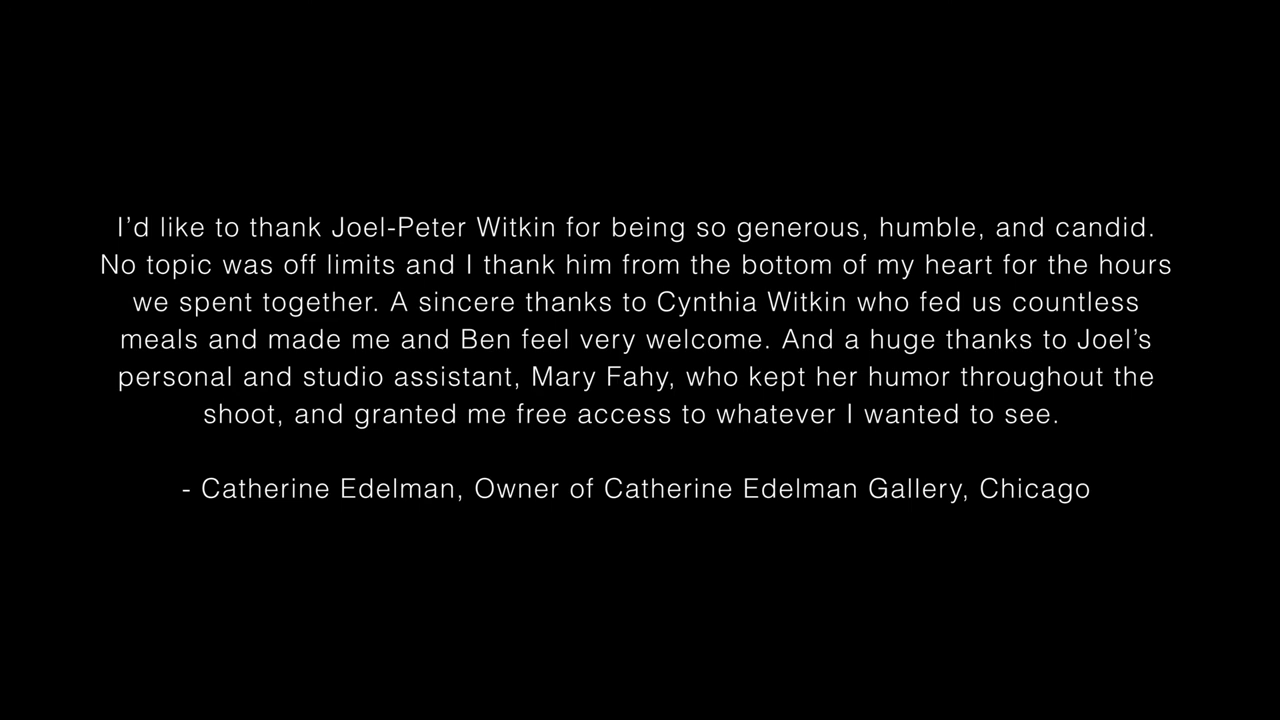 I’d like to thank Joel-Peter Witkin for being so generous, humble, and candid.
No topic was off limits and I thank him from the bottom of my heart for the hours
we spent together. A sincere thanks to Cynthia Witkin who fed us countless
meals and made me and Ben feel very welcome. And a huge thanks to Joel’s
personal and studio assistant, Mary Fahy, who kept her humor throughout the
shoot, and granted me free access to whatever I wanted to see.
- Catherine Edelman, Owner of Catherine Edelman Gallery, Chicago